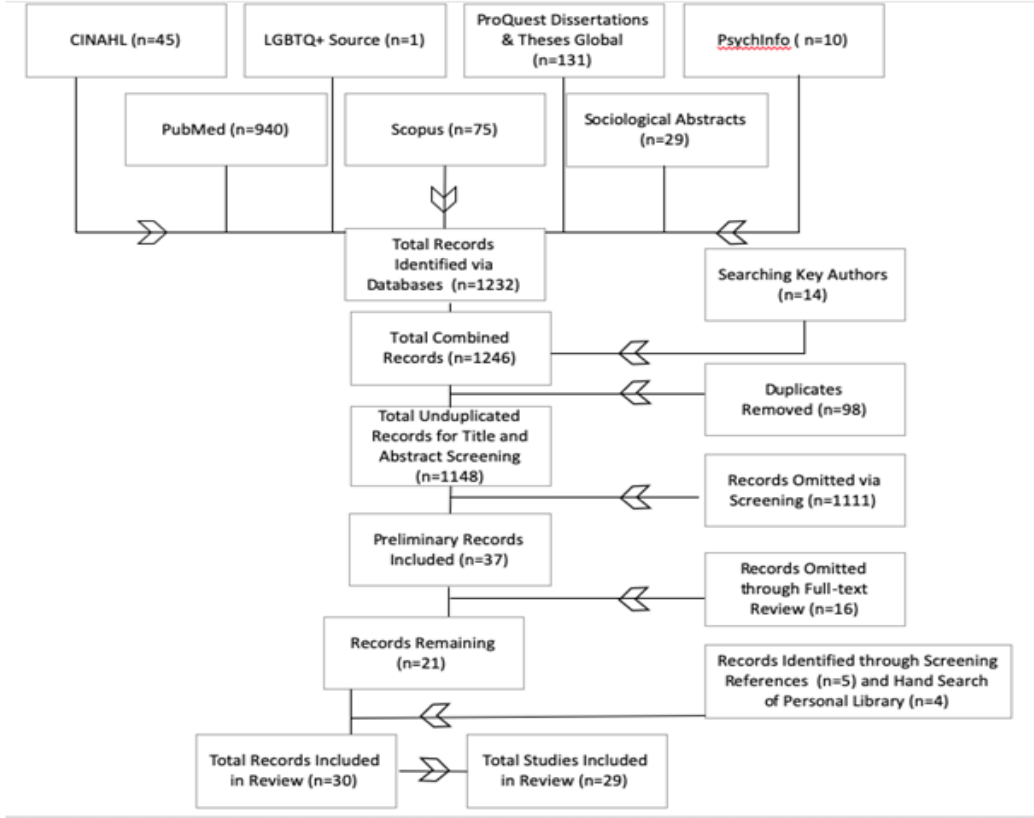 CINAHL (n=45)
LGBTQ+ Source (n=1)
ProQuest Dissertations
& Theses Global
(n=131)
PsychInfo ( n=10)
PubMed (n=940)
Scopus (n=75)
Sociological Abstracts
(n=29)
Total Records
Identified via
Databases (n=1232)
Searching Key Authors
(n=14)
Total Combined
Records (n=1246)
Duplicates
Removed (n=98)
Total Unduplicated
Records for Title and
Abstract Screening
(n=1148)
Records Omitted via
Screening (n=1111)
Preliminary Records
Included (n=37)
Records Omitted
through Full-text
Review (n=16)
Records Remaining
(n=21)
Records Identified through Screening
References (n=5) and Hand Search
of Personal Library (n=4)
Total Records Included
in Review (n=30)
Total Studies Included
in Review (n=29)